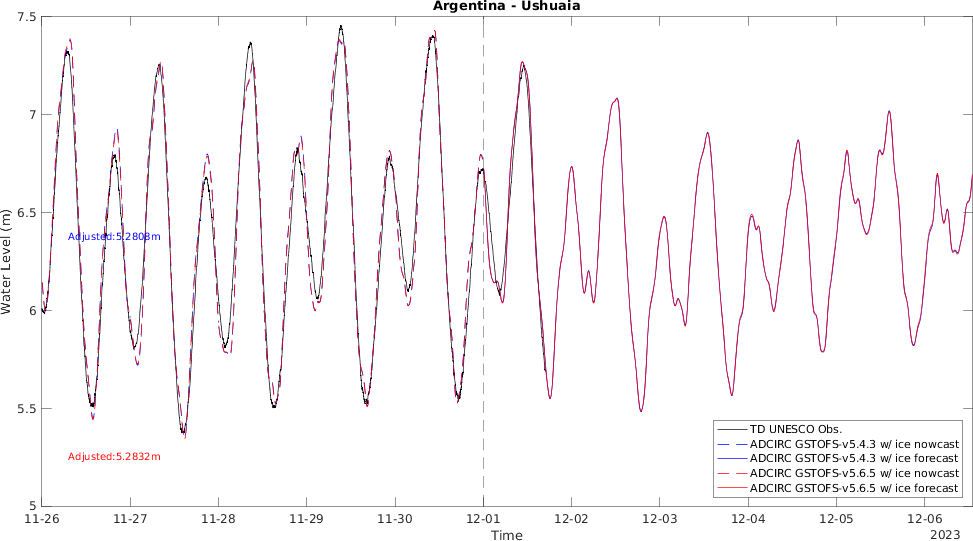 Argentina - Ushuaia
7.5
7
6.5
6
5.5
5
Water Level (m)
Adjusted:5.2808m
Adjusted:5.2832m
TD UNESCO Obs.
ADCIRC GSTOFS-v5.4.3 w/ ice nowcast
ADCIRC GSTOFS-v5.4.3 w/ ice forecast
ADCIRC GSTOFS-v5.6.5 w/ ice nowcast
ADCIRC GSTOFS-v5.6.5 w/ ice forecast
11-26 11-27 11-28 11-29 11-30 12-01 12-02 12-03 12-04 12-05 12-06
Time
2023